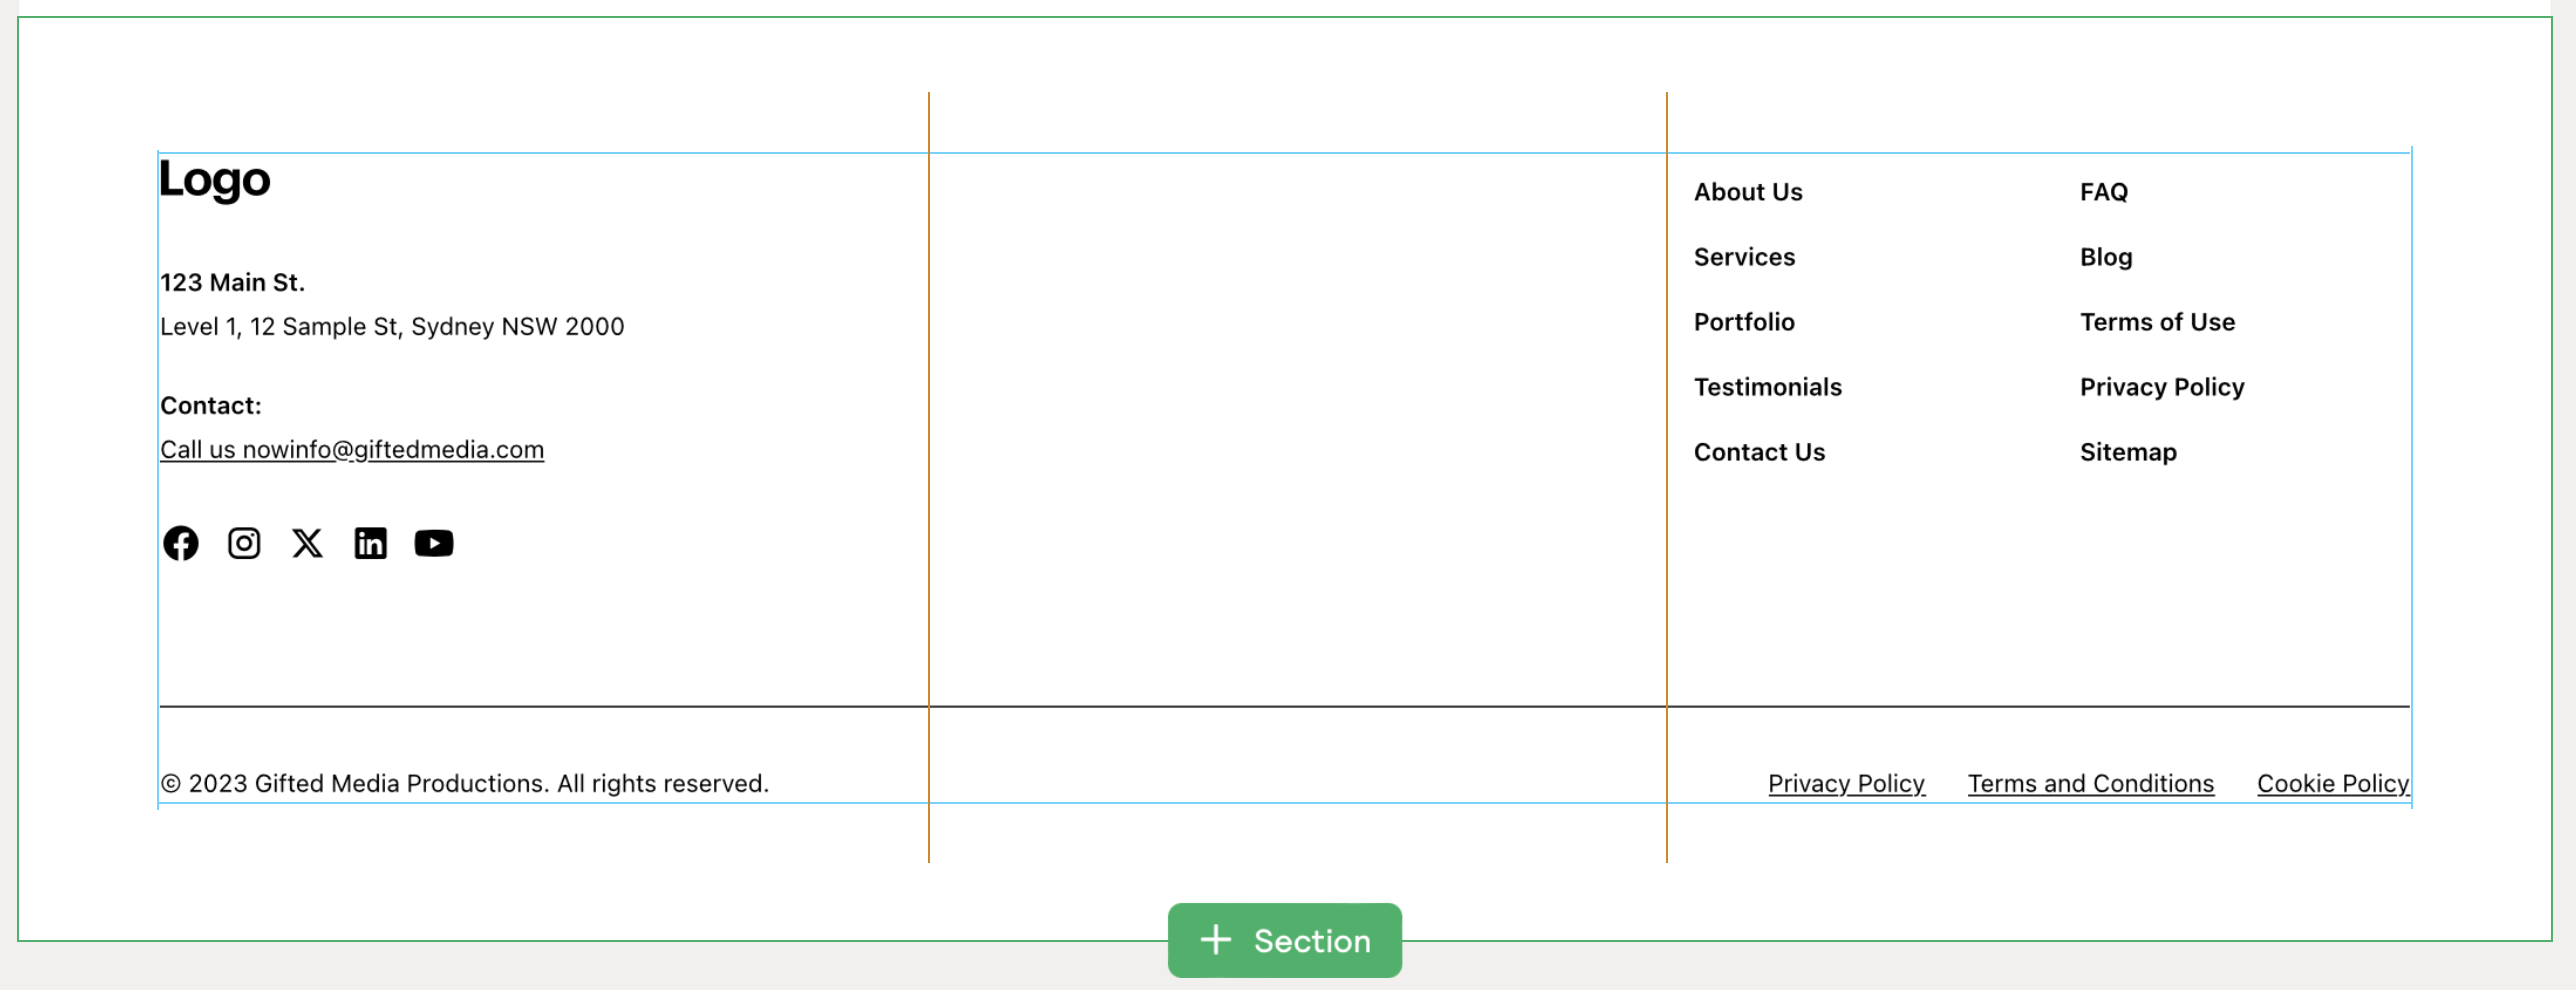 Logo
123 Main St.
Level 1, 12 Sample St, Sydney NSW 2000
Contact:
Call us nowinfo@giftedmedia.com
About Us
Services
Portfolio
Testimonials
Contact Us
FAQ
Blog
Terms of Use
Privacy Policy
Sitemap
© 2023 Gifted Media Productions. All rights reserved.
Privacy Policy
Terms and Conditions
Cookie Policy
+ Section